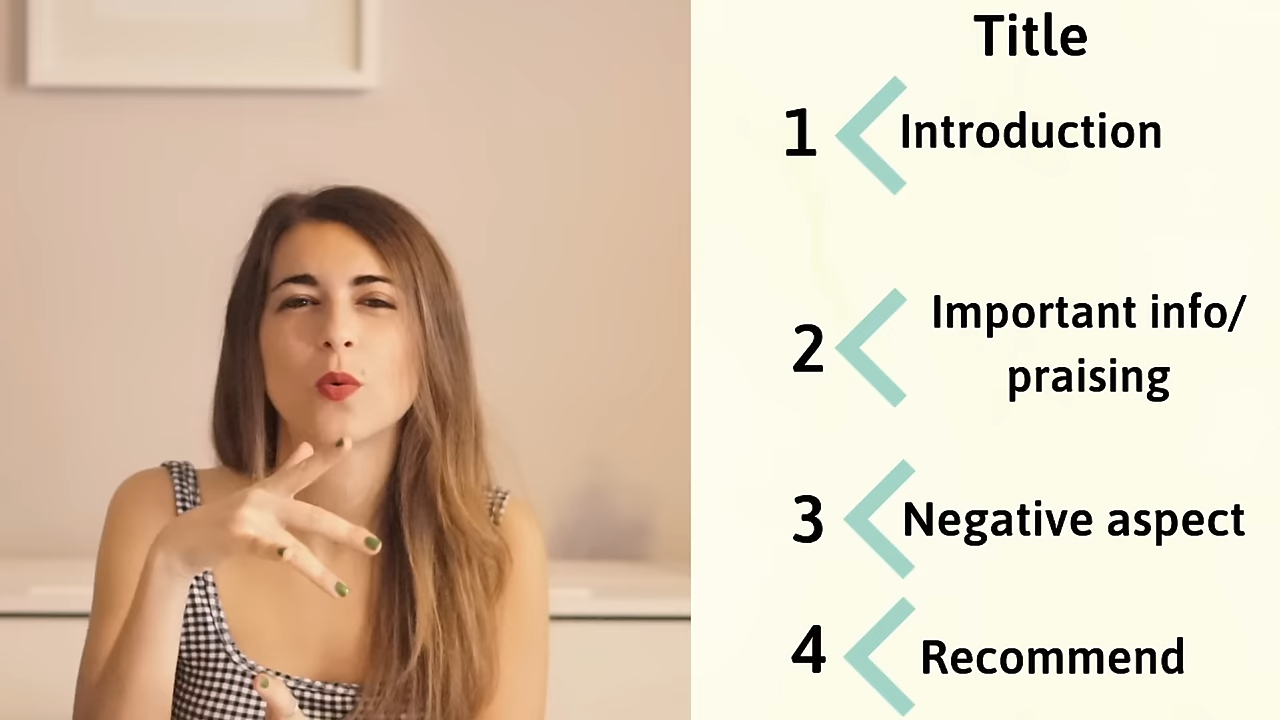 Title
1 Introduction
2 Important info/
praising
3 Negative aspect
4 Recommend